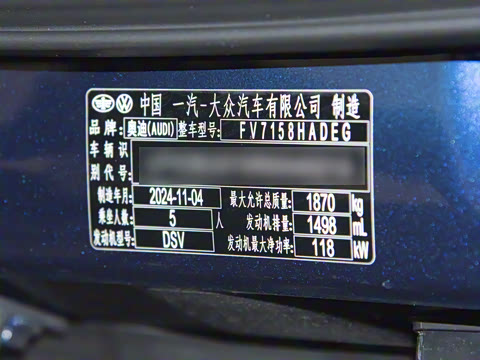 中国 一汽-大众汽车有限公司 制造
品牌: 奥迪(AUDI) 整车型号: FV7158HADEG
车辆识
别代号:
制造年月: 2024-11-04 最大允许总质量: 1870 kg
乘坐人数: 5 人 发动机排量: 1498 mL
发动机型号: DSV 发动机最大净功率: 118 kW